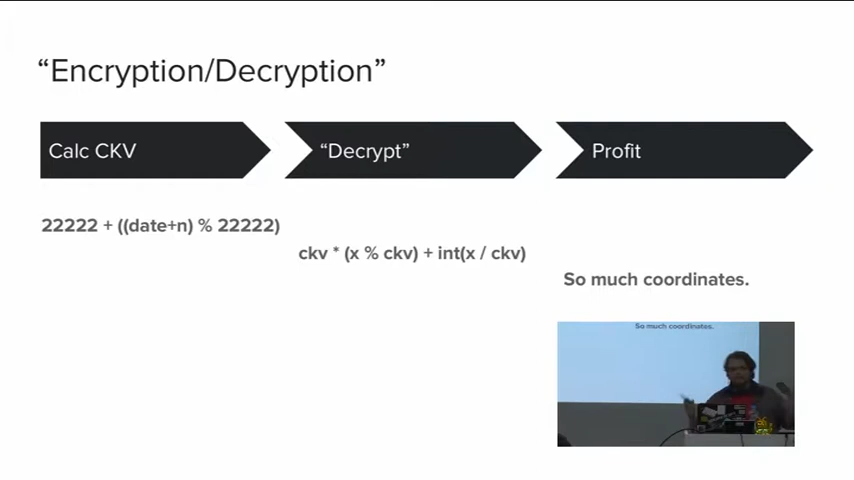 “Encryption/Decryption”
Calc CKV
“Decrypt”
Profit
22222 + ((date+n) % 22222)
ckv * (x % ckv) + int(x / ckv)
So much coordinates.
So much coordinates.